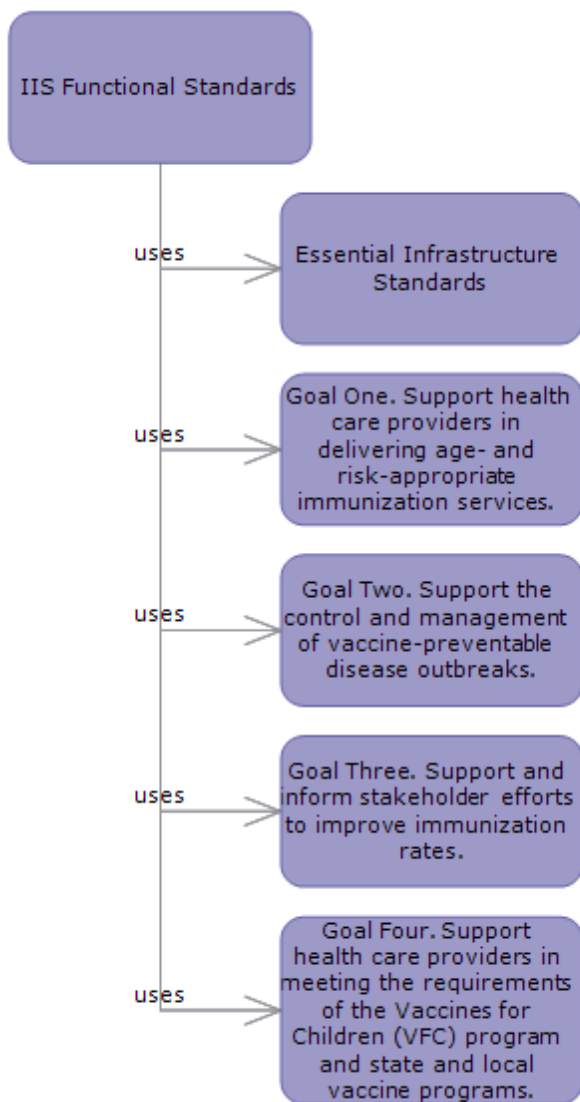 IIS Functional Standards
uses
Essential Infrastructure
Standards
uses
Goal One. Support health
care providers in
delivering age- and
risk-appropriate
immunization services.
uses
Goal Two. Support the
control and management
of vaccine-preventable
disease outbreaks.
uses
Goal Three. Support and
inform stakeholder efforts
to improve immunization
rates.
uses
Goal Four. Support
health care providers in
meeting the requirements
of the Vaccines for
Children (VFC) program
and state and local
vaccine programs.